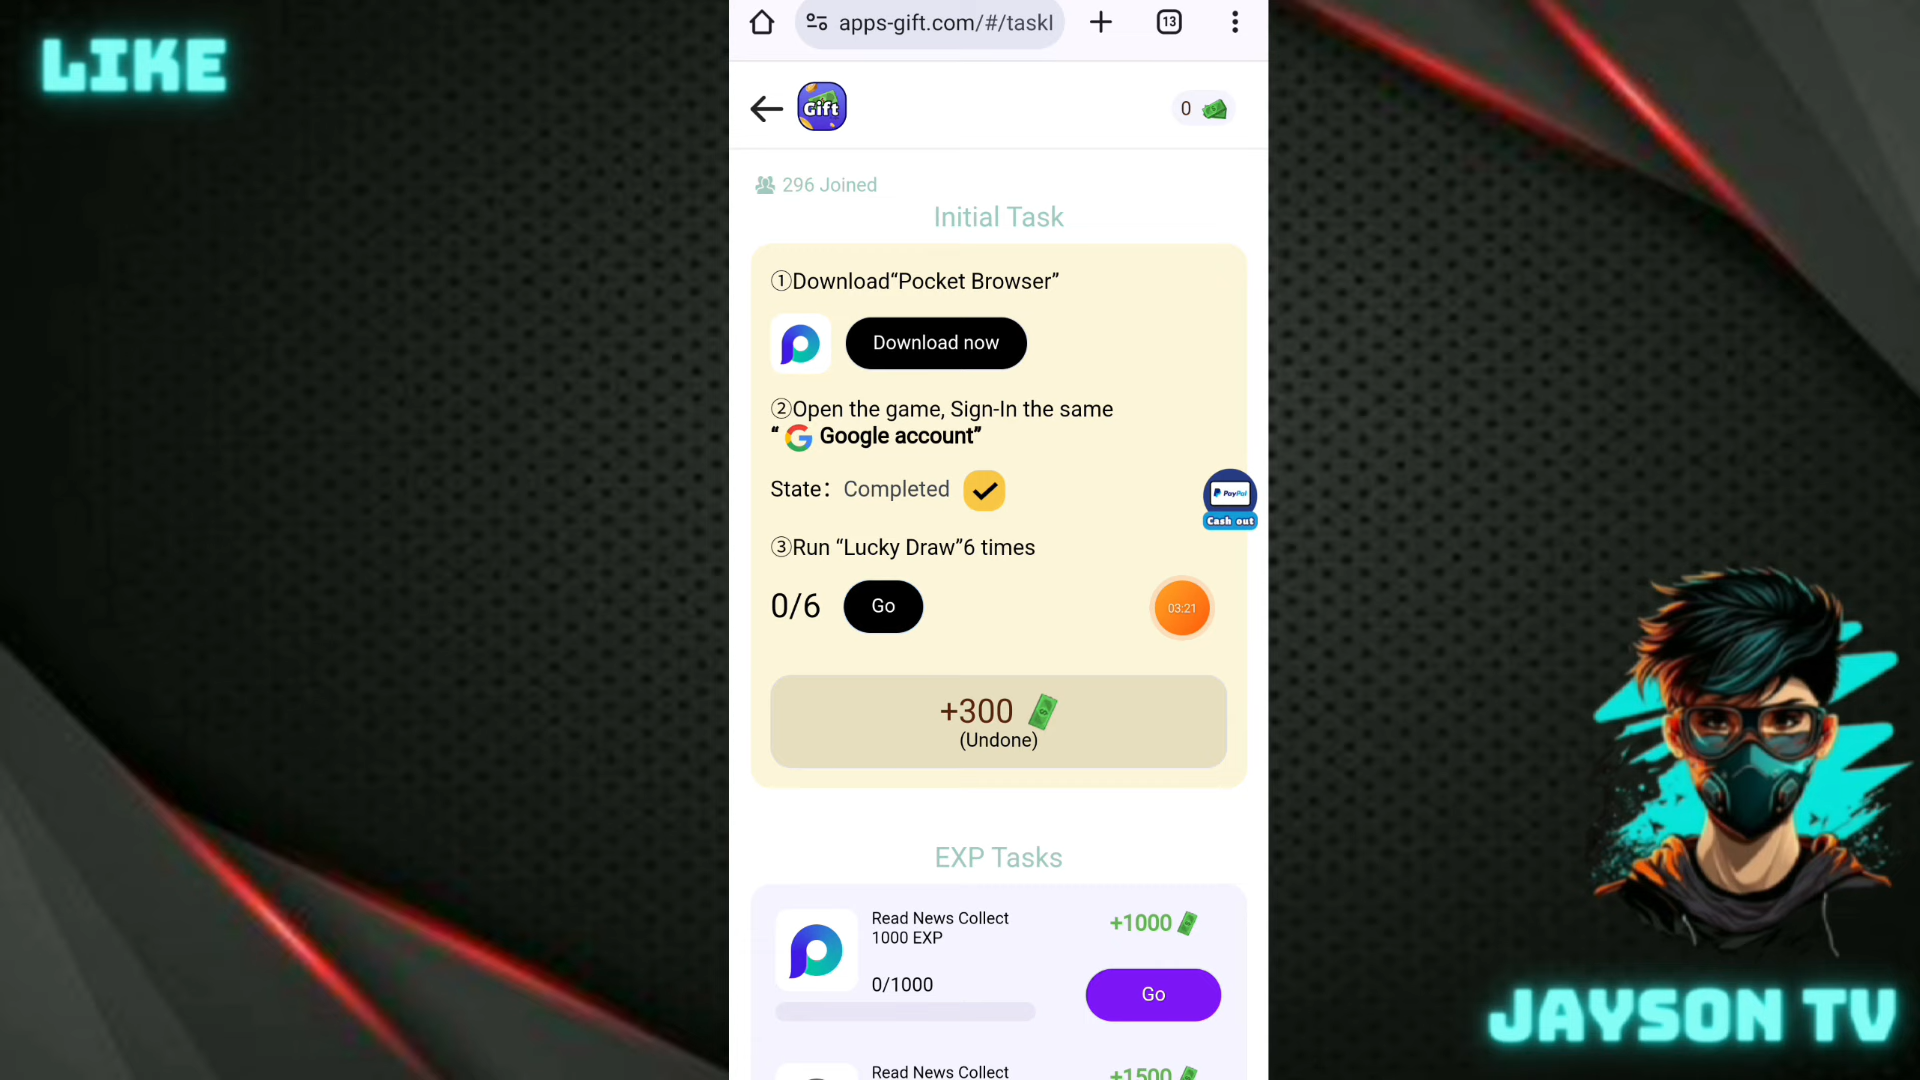 LIKE
apps-gift.com/#/taskI
13
Gift
0
296 Joined
Initial Task
①Download“Pocket Browser”
Download now
②Open the game, Sign-In the same
“ Google account”
State: Completed
PayPal
Cash out
③Run “Lucky Draw”6 times
0/6
Go
03:21
+300
(Undone)
EXP Tasks
Read News Collect
1000 EXP
+1000
0/1000
Go
Read News Collect
+1500
JAYSON TV